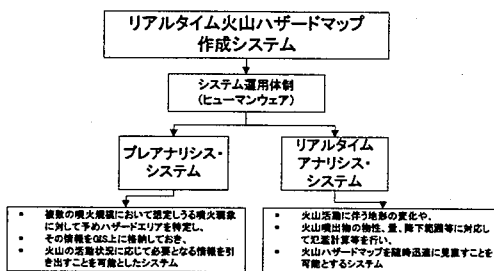 リアルタイム火山ハザードマップ
作成システム
システム運用体制
(ヒューマンウェア)
プレアナリシス・
システム
リアルタイム
アナリシス・
システム
▪ 複数の噴火規模において想定しうる噴火現象
に対して予めハザードエリアを特定し、
▪ その情報をGIS上に格納しておき、
▪ 火山の活動状況に応じて必要となる情報を引
き出すことを可能としたシステム
▪ 火山活動に伴う地形の変化や、
▪ 火山噴出物の物性、量、降下範囲等に対応し
て氾濫計算等を行い、
▪ 火山ハザードマップを随時迅速に見直すことを
可能とするシステム